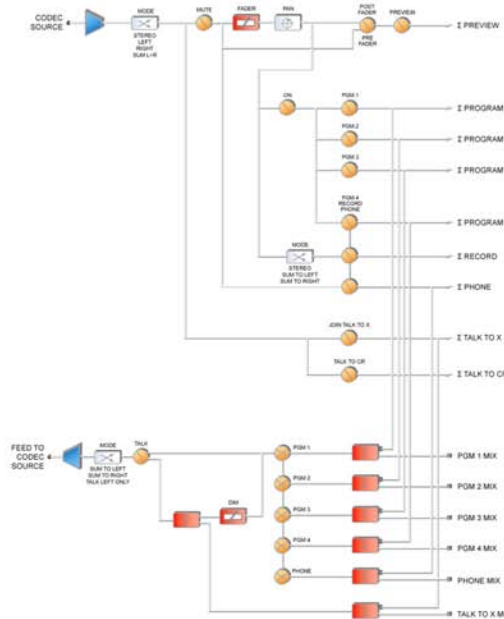 CODEC
SOURCE
MODE
STEREO
LEFT
RIGHT
SUM L+R
MUTE
FADER
PAN
POST
FADER
PRE
FADER
PREVIEW
Σ PREVIEW
ON
PGM 1
Σ PROGRAM
PGM 2
Σ PROGRAM
PGM 3
Σ PROGRAM
PGM 4
RECORD
PHONE
Σ PROGRAM
MODE
STEREO
SUM TO LEFT
SUM TO RIGHT
Σ RECORD
Σ PHONE
JOIN TALK TO X
Σ TALK TO X
TALK TO CR
Σ TALK TO C
FEED TO
CODEC
SOURCE
MODE
SUM TO LEFT
SUM TO RIGHT
TALK LEFT ONLY
TALK
DIM
PGM 1
PGM 1 MIX
PGM 2
PGM 2 MIX
PGM 3
PGM 3 MIX
PGM 4
PGM 4 MIX
PHONE
PHONE MIX
TALK TO X M